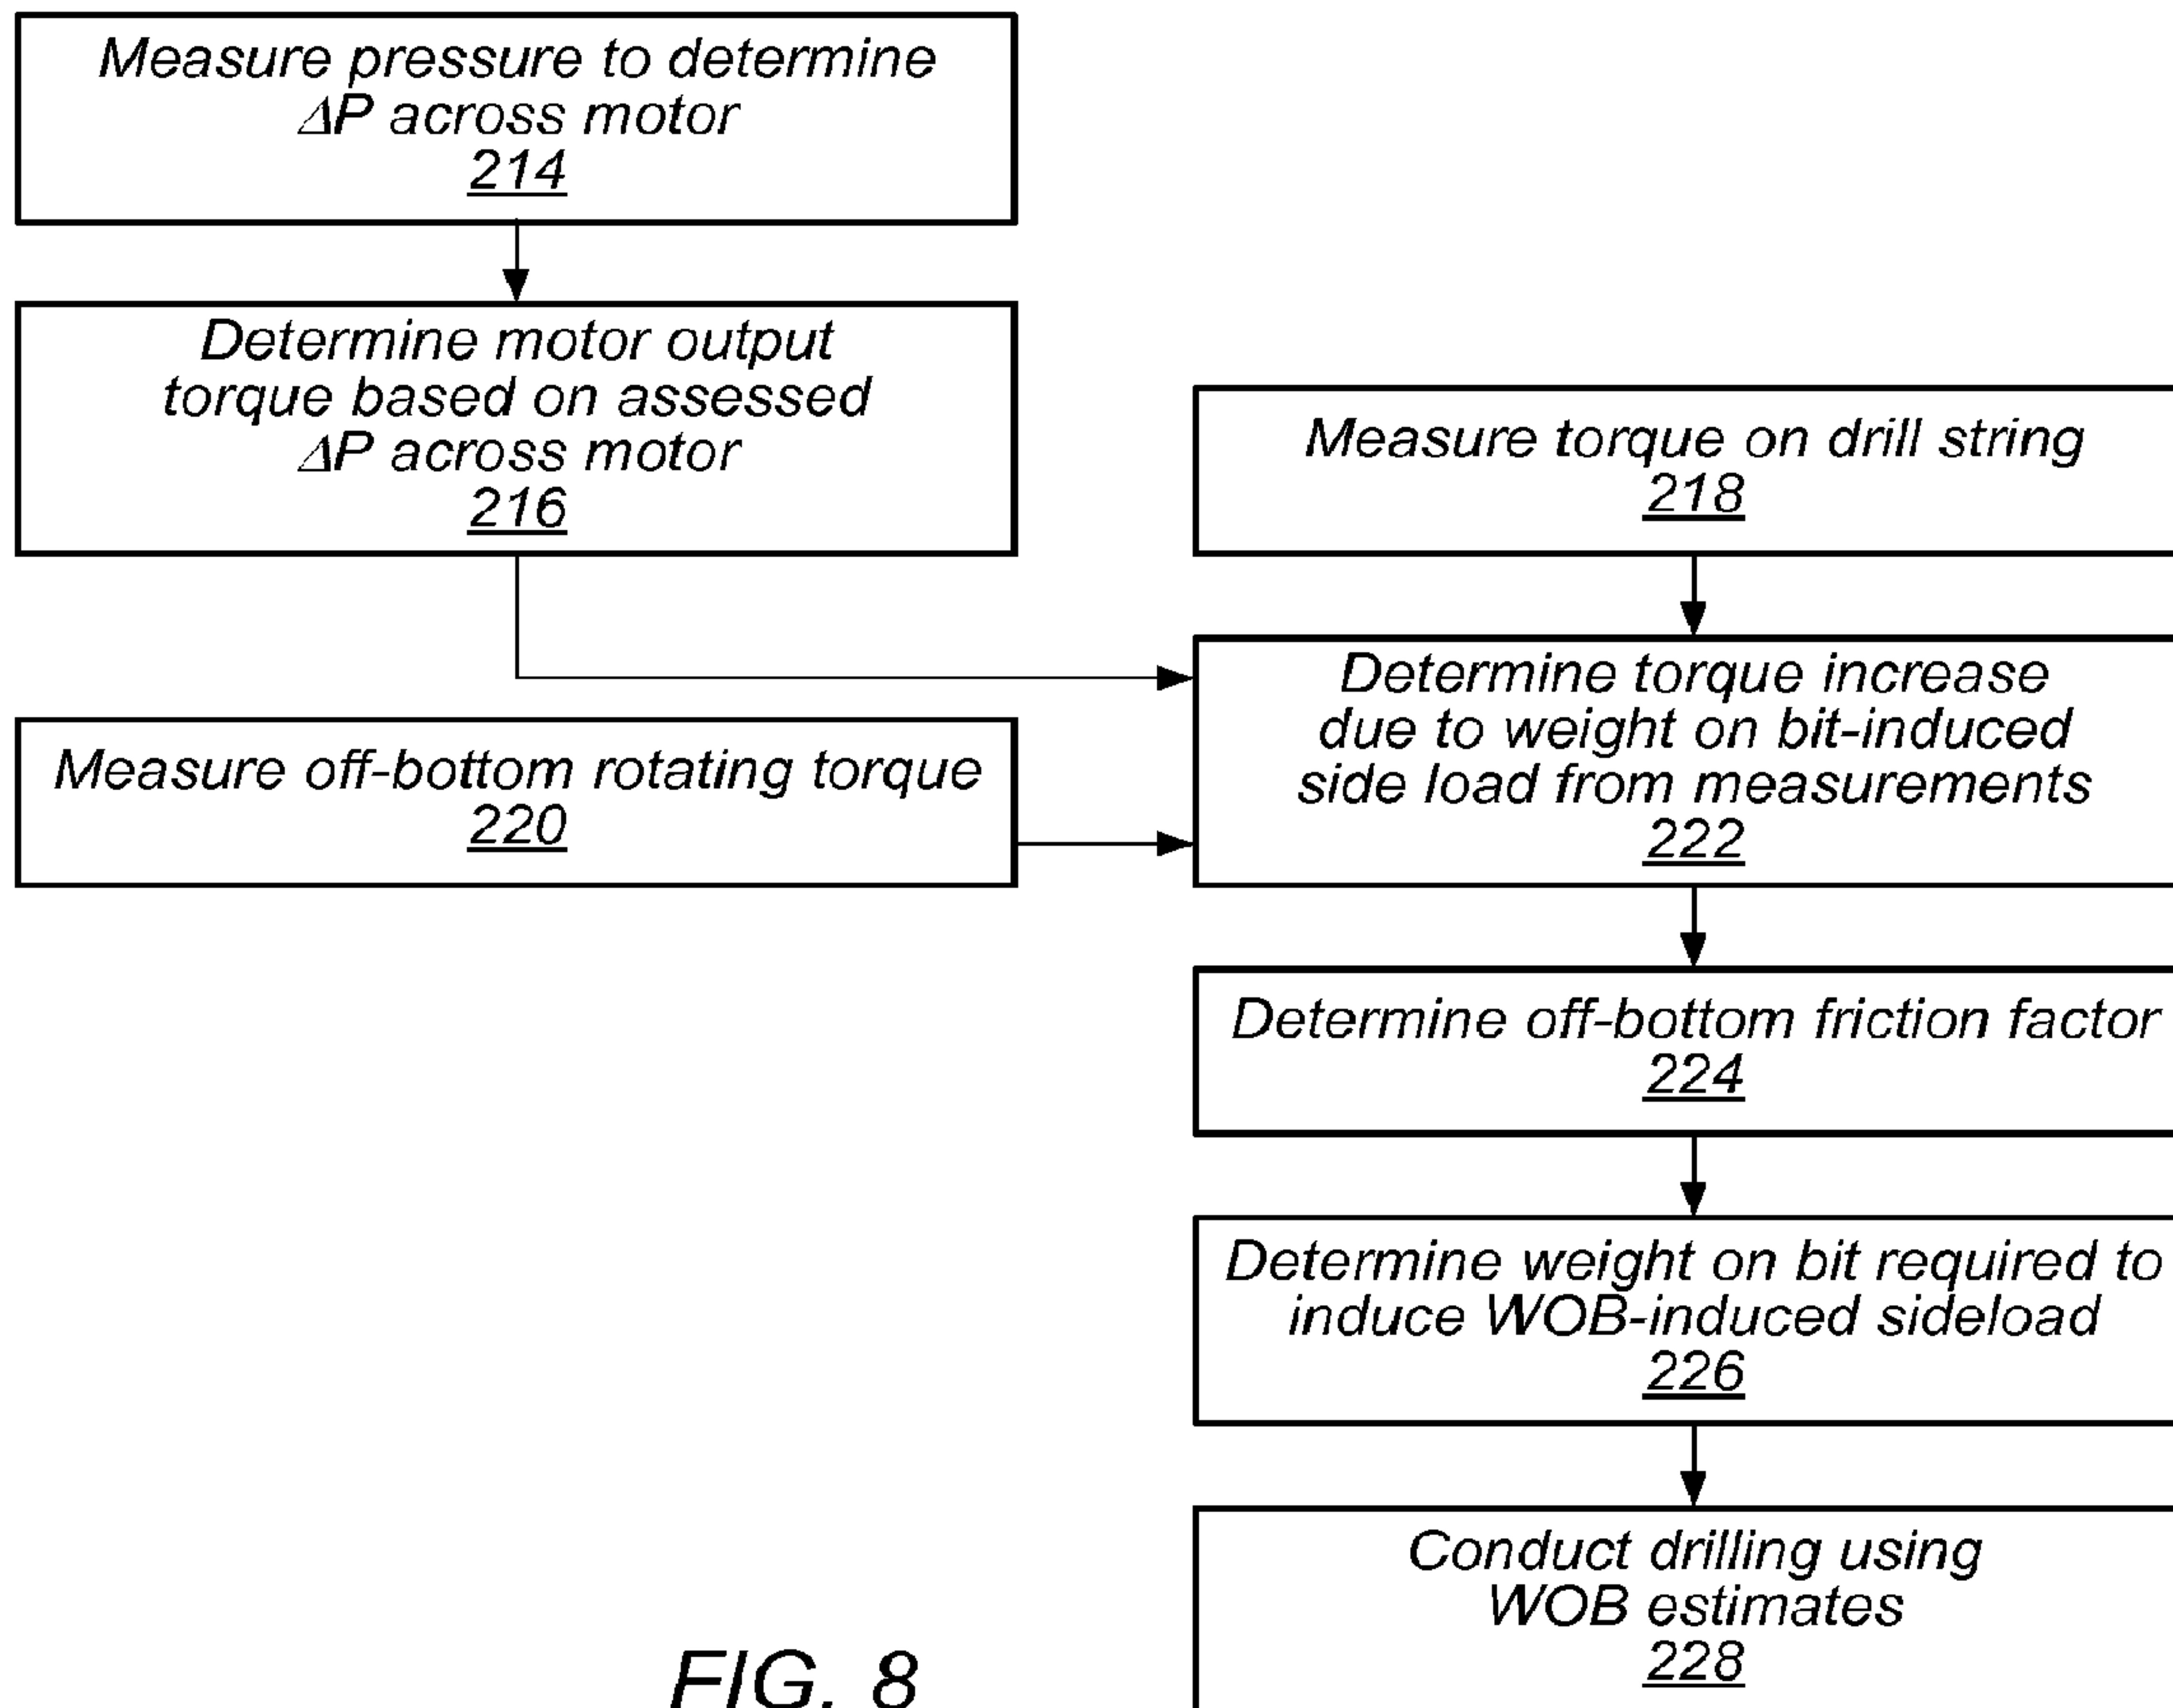 Measure pressure to determine
ΔP across motor
214
Determine motor output
torque based on assessed
ΔP across motor
216
Measure torque on drill string
218
Measure off-bottom rotating torque
220
Determine torque increase
due to weight on bit-induced
side load from measurements
222
Determine off-bottom friction factor
224
Determine weight on bit required to
induce WOB-induced sideload
226
Conduct drilling using
WOB estimates
228
FIG. 8